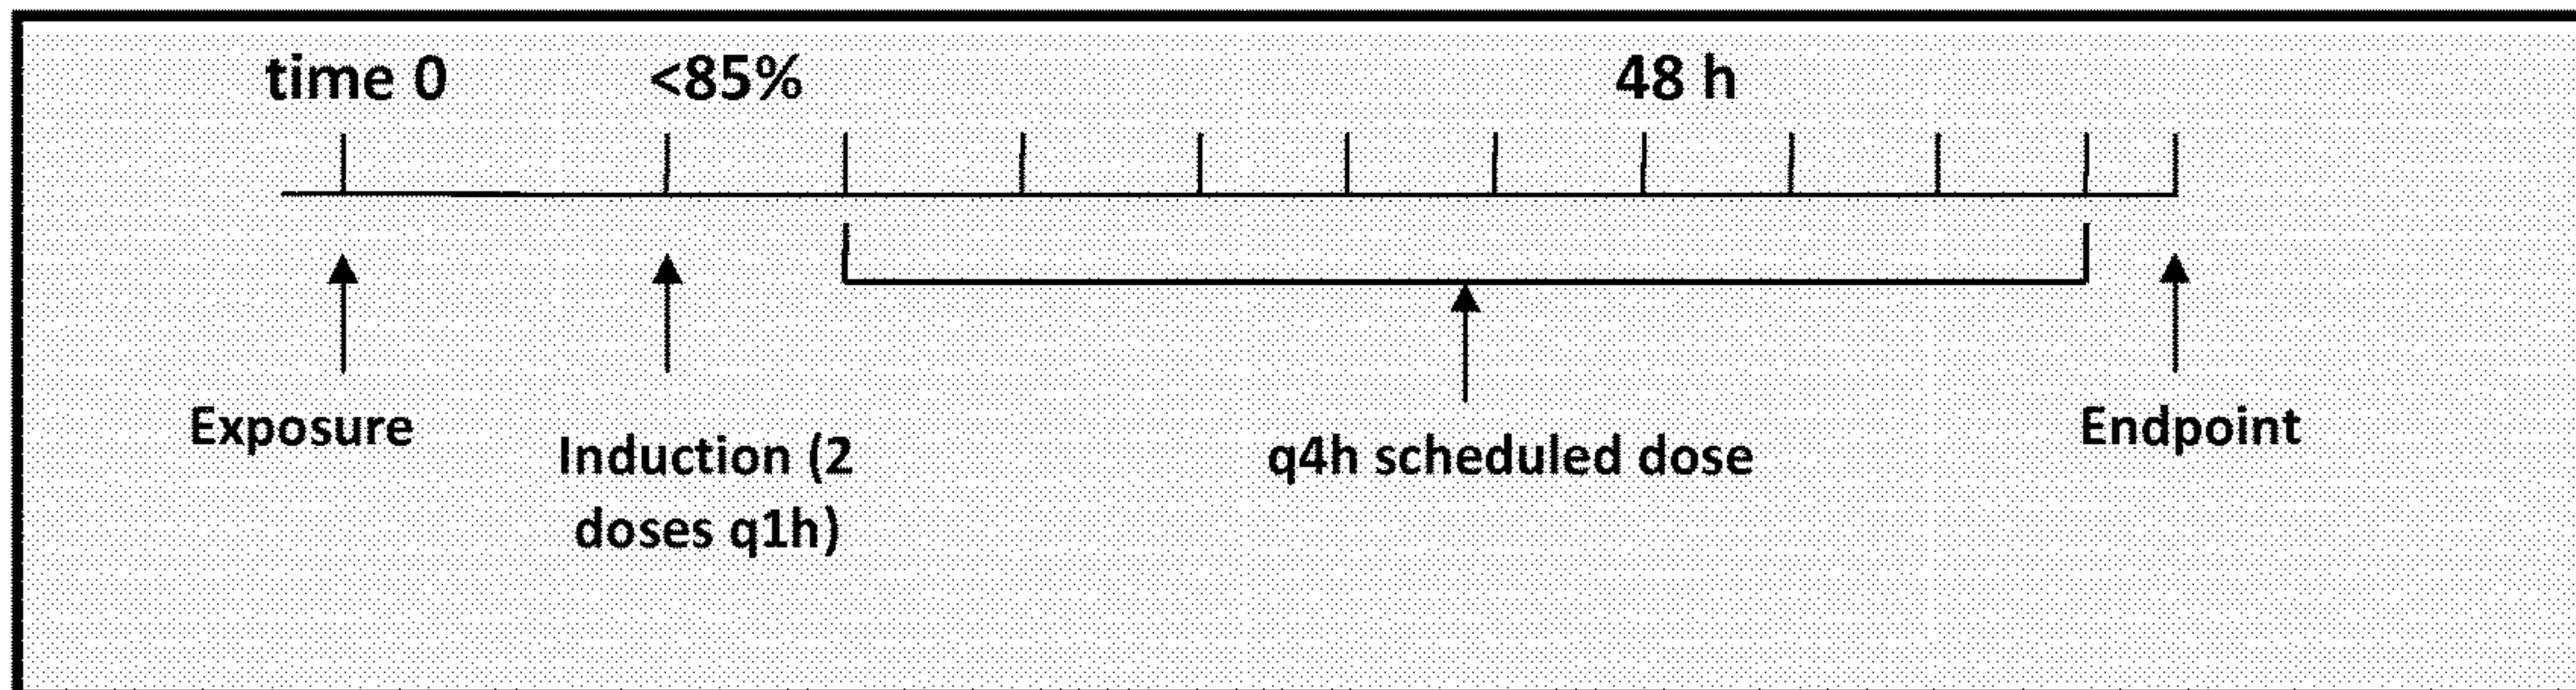 time 0
<85%
48 h
Exposure
Induction (2
doses q1h)
q4h scheduled dose
Endpoint